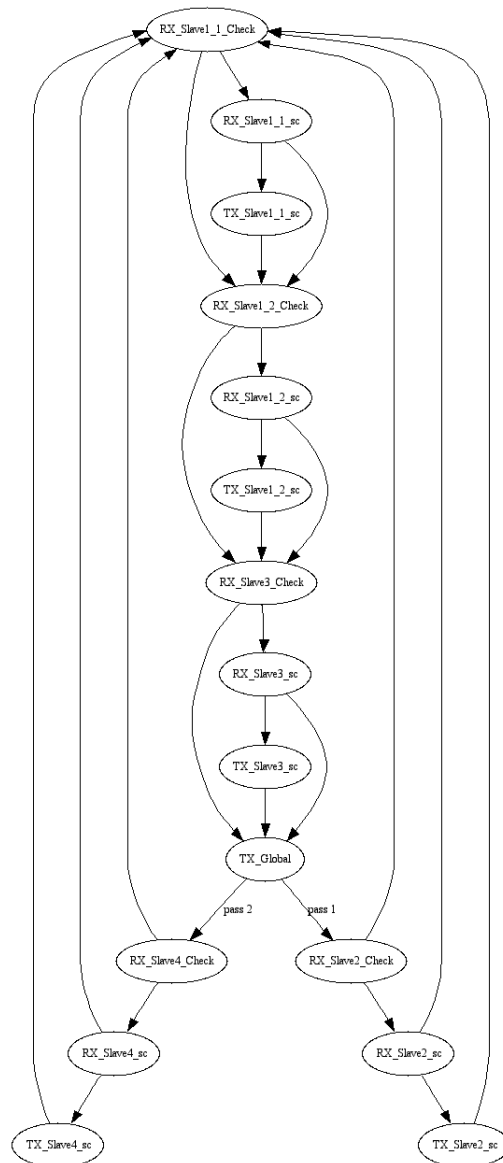 RX_Slave1_1_Check
RX_Slave1_1_sc
TX_Slave1_1_sc
RX_Slave1_2_Check
RX_Slave1_2_sc
TX_Slave1_2_sc
RX_Slave3_Check
RX_Slave3_sc
TX_Slave3_sc
TX_Global
pass 2
pass 1
RX_Slave4_Check
RX_Slave2_Check
RX_Slave4_sc
RX_Slave2_sc
TX_Slave4_sc
TX_Slave2_sc